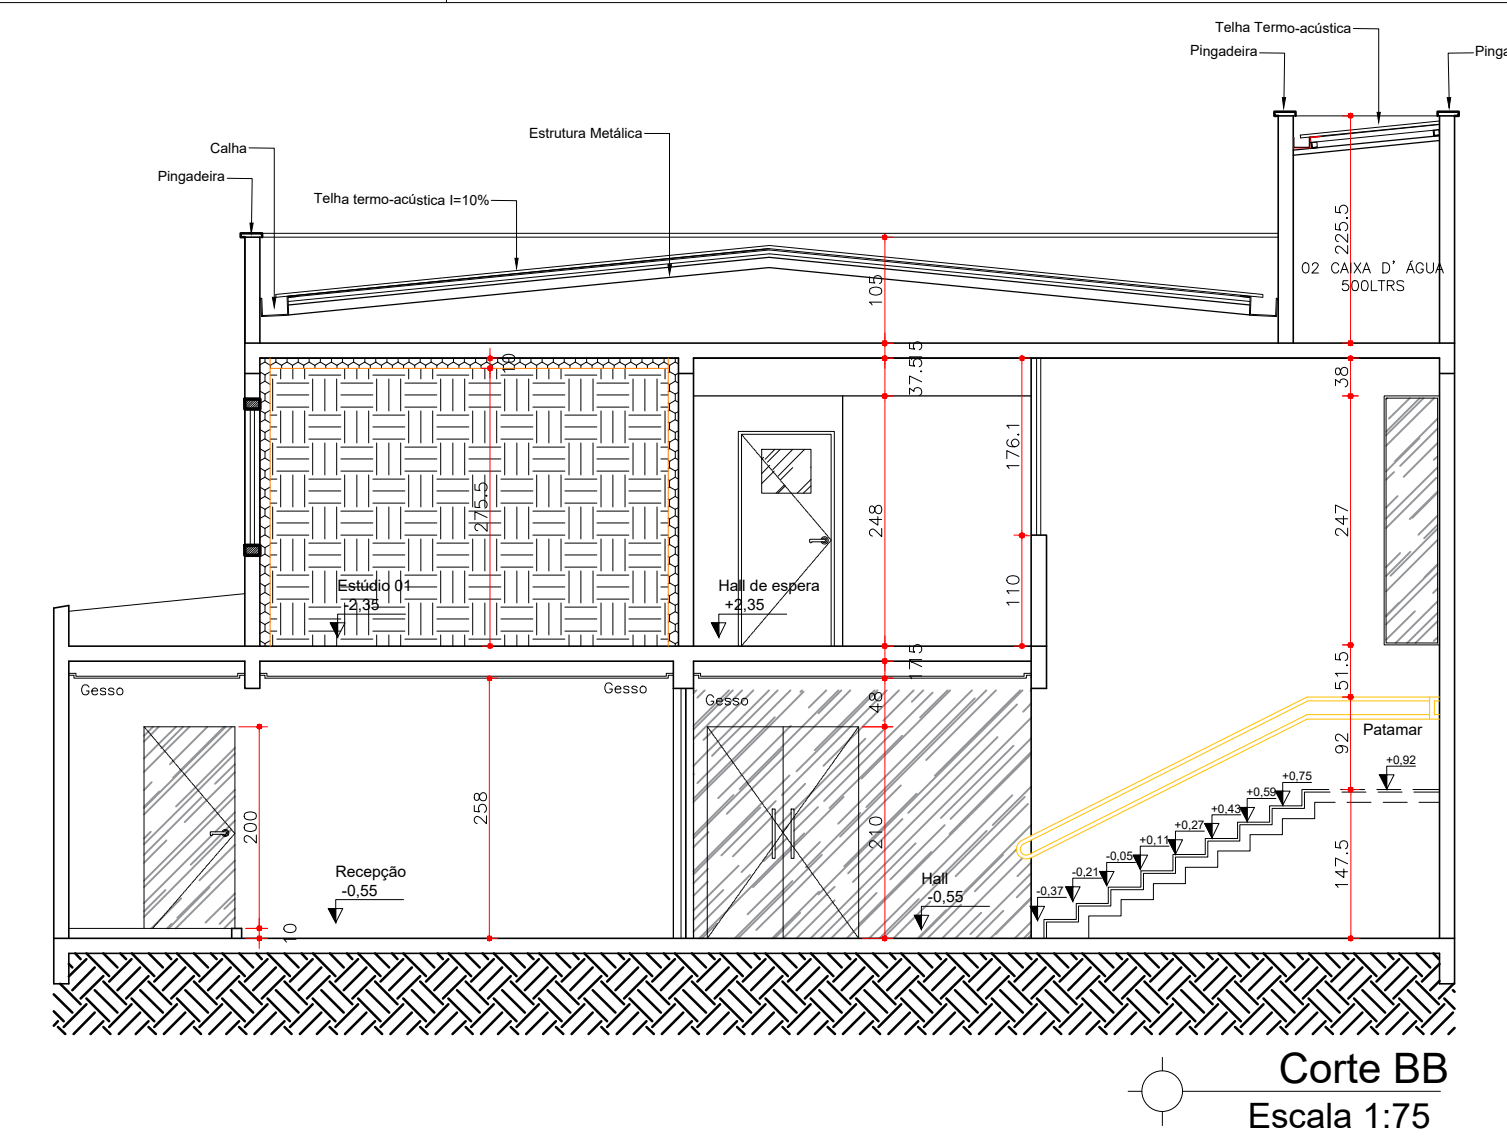 Telha Termo-acústica
Pingadeira
Pinga
Estrutura Metálica
Calha
Pingadeira
Telha termo-acústica I=10%
225.5
02 CAIXA D' ÁGUA
500LTRS
105
15
10
37.5
38
176.1
275.5
248
247
Estúdio 01
-2,35
Hall de espera
+2,35
110
15
17.5
51.5
Gesso
Gesso
Gesso
48
Patamar
92
+0,92
+0,75
+0,59
+0,43
+0,27
+0,11
-0,05
-0,21
-0,37
200
258
210
147.5
Recepção
-0,55
Hall
-0,55
10
Corte BB
Escala 1:75